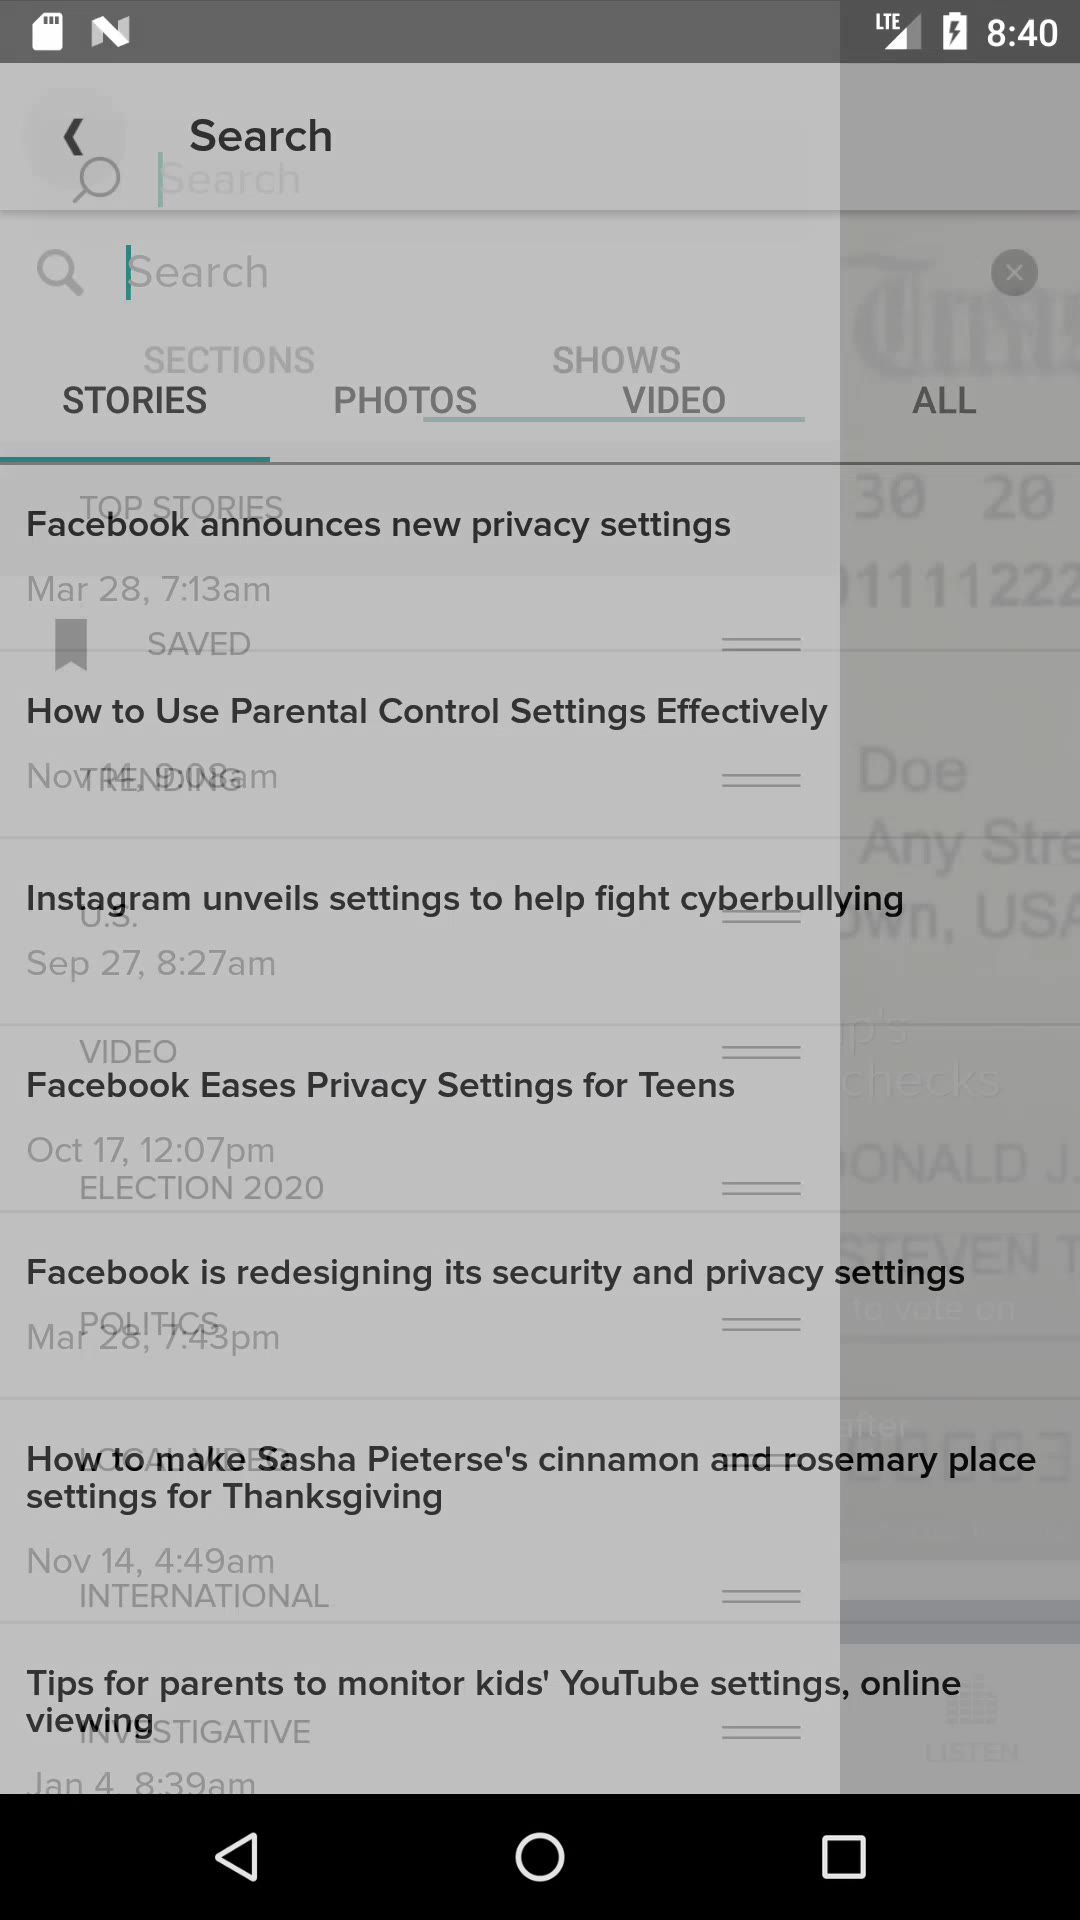 LTE 8:40
Search
Search
Search
SECTIONS SHOWS
STORIES PHOTOS VIDEO ALL
30 20
TOP STORIES
Facebook announces new privacy settings
Mar 28, 7:13am
SAVED
How to Use Parental Control Settings Effectively
Doe
Nov 14, 9:08am
TRENDING
Any Stre
Instagram unveils settings to help fight cyberbullying
U.S.
own, USA
Sep 27, 8:27am
VIDEO
Facebook Eases Privacy Settings for Teens
checks
Oct 17, 12:07pm
DONALD J.
ELECTION 2020
Facebook is redesigning its security and privacy settings
STEVEN T
to vote on
POLITICS
Mar 28, 7:43pm
after
LOCAL VIDEO
How to make Sasha Pieterse's cinnamon and rosemary place
settings for Thanksgiving
Nov 14, 4:49am
INTERNATIONAL
Tips for parents to monitor kids' YouTube settings, online
viewing
INVESTIGATIVE
LISTEN
Jan 4, 8:39am